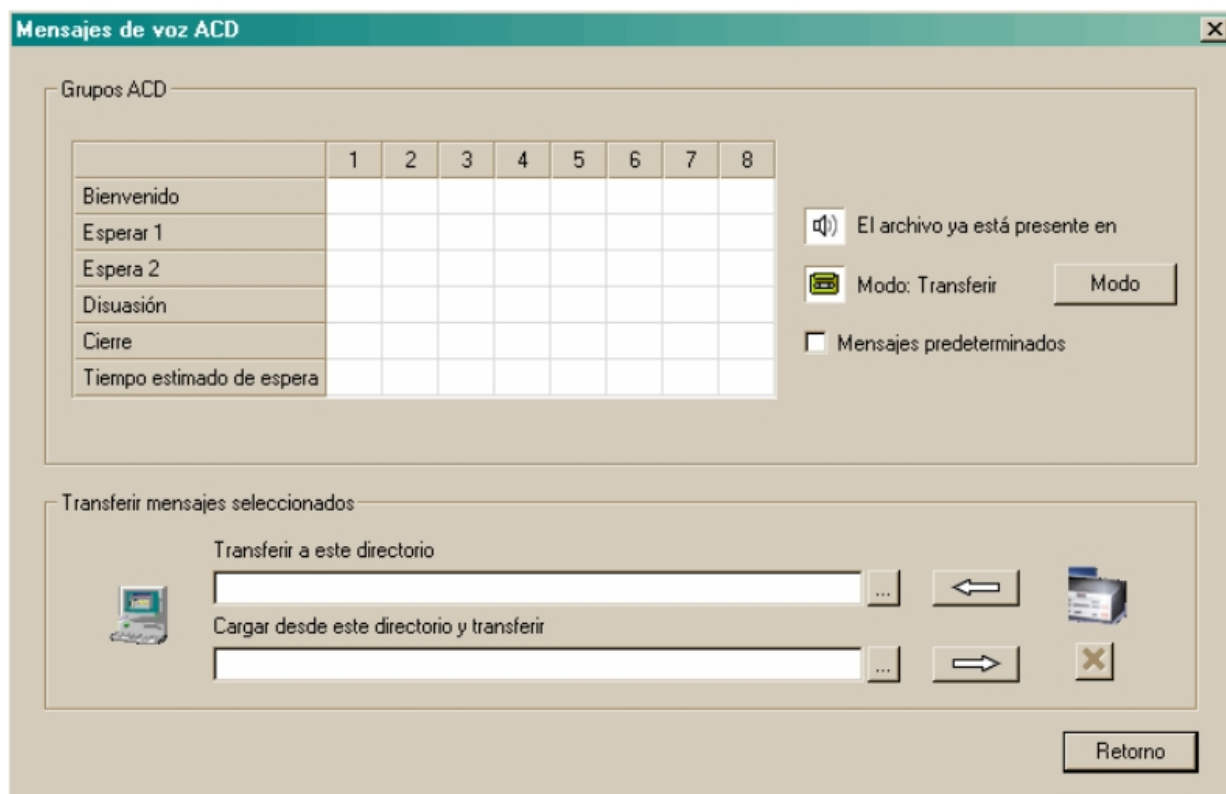 Mensajes de voz ACD
Grupos ACD
1 2 3 4 5 6 7 8
Bienvenido
Esperar 1
Espera 2
Disuasión
Cierre
Tiempo estimado de espera
El archivo ya está presente en
Modo: Transferir
Modo
Mensajes predeterminados
Transferir mensajes seleccionados
Transferir a este directorio
...
Cargar desde este directorio y transferir
...
Retorno